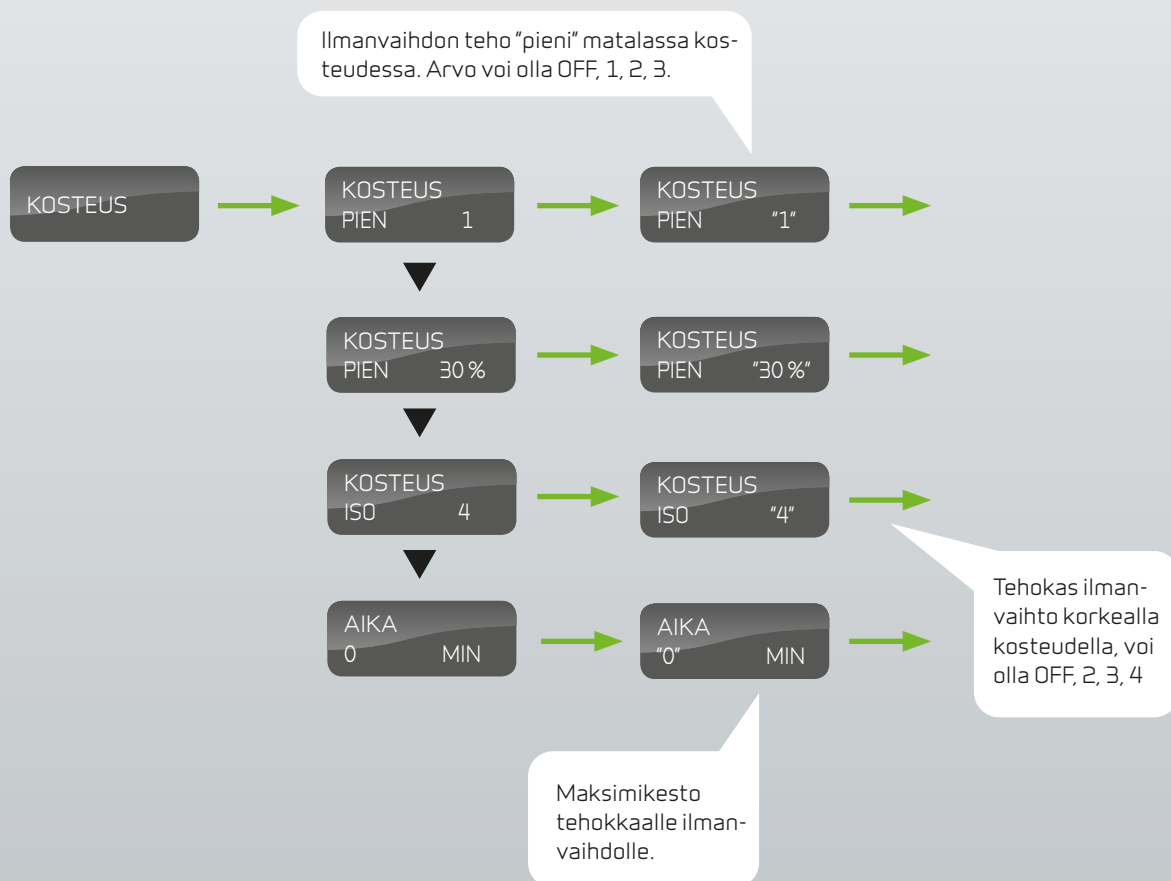 Ilmanvaihdon teho "pieni" matalassa kos-
teudessa. Arvo voi olla OFF, 1, 2, 3.
KOSTEUS
KOSTEUS
PIEN 1
KOSTEUS
PIEN "1"
KOSTEUS
PIEN 30 %
KOSTEUS
PIEN "30 %"
KOSTEUS
ISO 4
KOSTEUS
ISO "4"
Tehokas ilman-
vaihto korkealla
kosteudella, voi
olla OFF, 2, 3, 4
AIKA
0 MIN
AIKA
"0" MIN
Maksimikesto
tehokkaalle ilman-
vaihdolle.